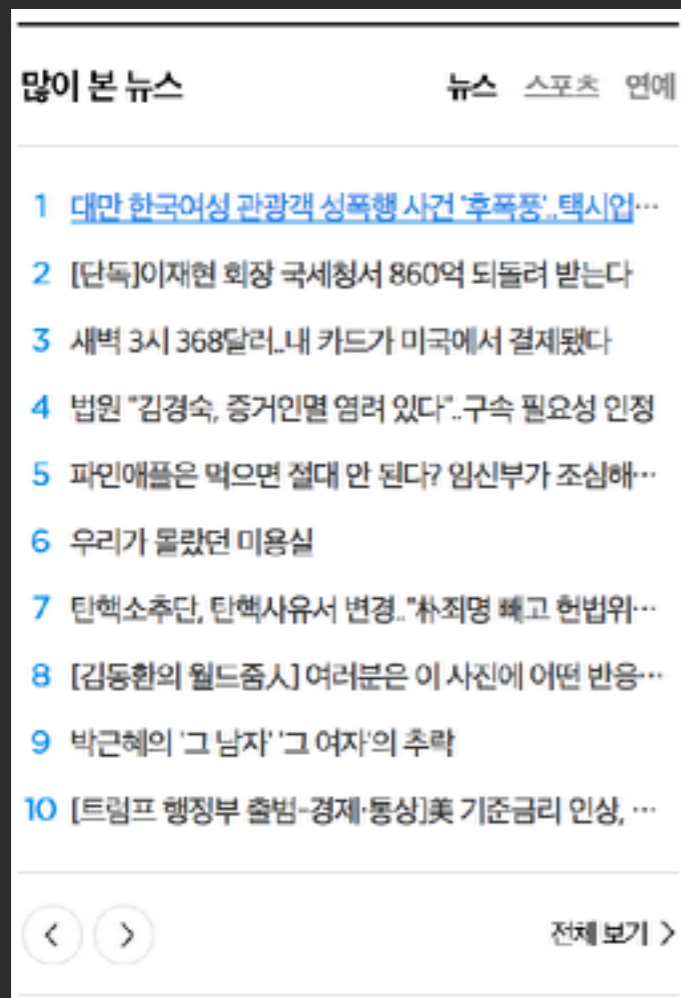 많이 본 뉴스 뉴스 스포츠 연예
1 대만 한국여성 관광객 성폭행 사건 '후폭풍'..택시업…
2 [단독]이재현 회장 국세청서 860억 되돌려 받는다
3 새벽 3시 368달러..내 카드가 미국에서 결제됐다
4 법원 "김경숙, 증거인멸 염려 있다"..구속 필요성 인정
5 파인애플은 먹으면 절대 안 된다? 임신부가 조심해…
6 우리가 몰랐던 미용실
7 탄핵소추단, 탄핵사유서 변경.."朴죄명 빼고 헌법위…
8 [김동환의 월드줌人] 여러분은 이 사진에 어떤 반응…
9 박근혜의 '그 남자' '그 여자'의 추락
10 [트럼프 행정부 출범-경제·통상]美 기준금리 인상, …
전체 보기 >